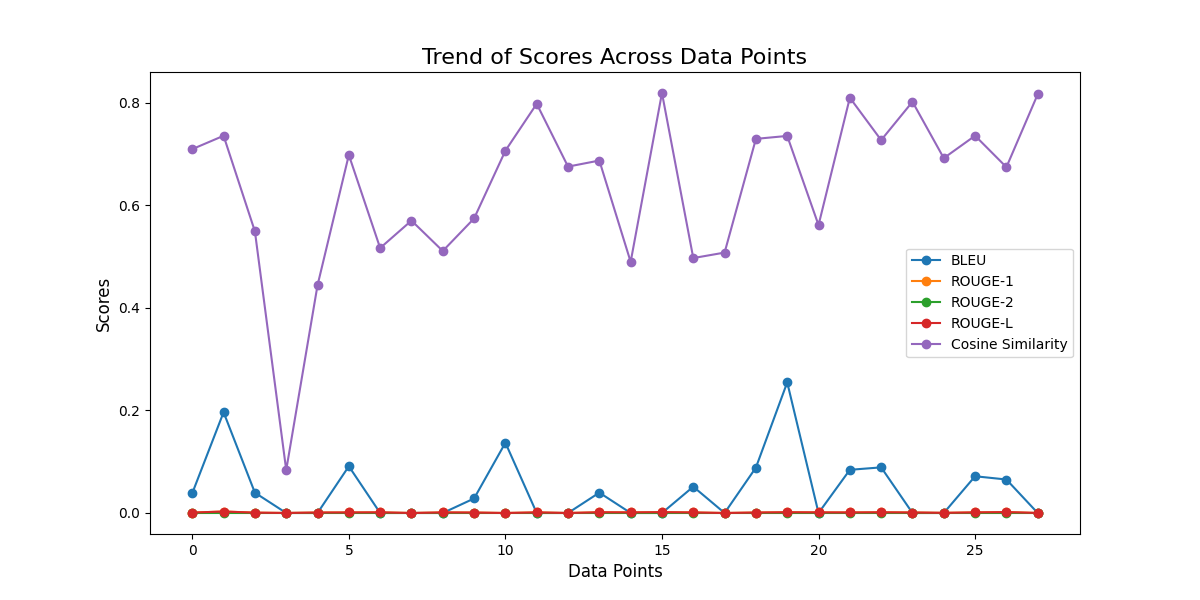 Trend of Scores Across Data Points
0.8
0.6
0.4
0.2
0.0
Scores
BLEU
ROUGE-1
ROUGE-2
ROUGE-L
Cosine Similarity
0 5 10 15 20 25
Data Points